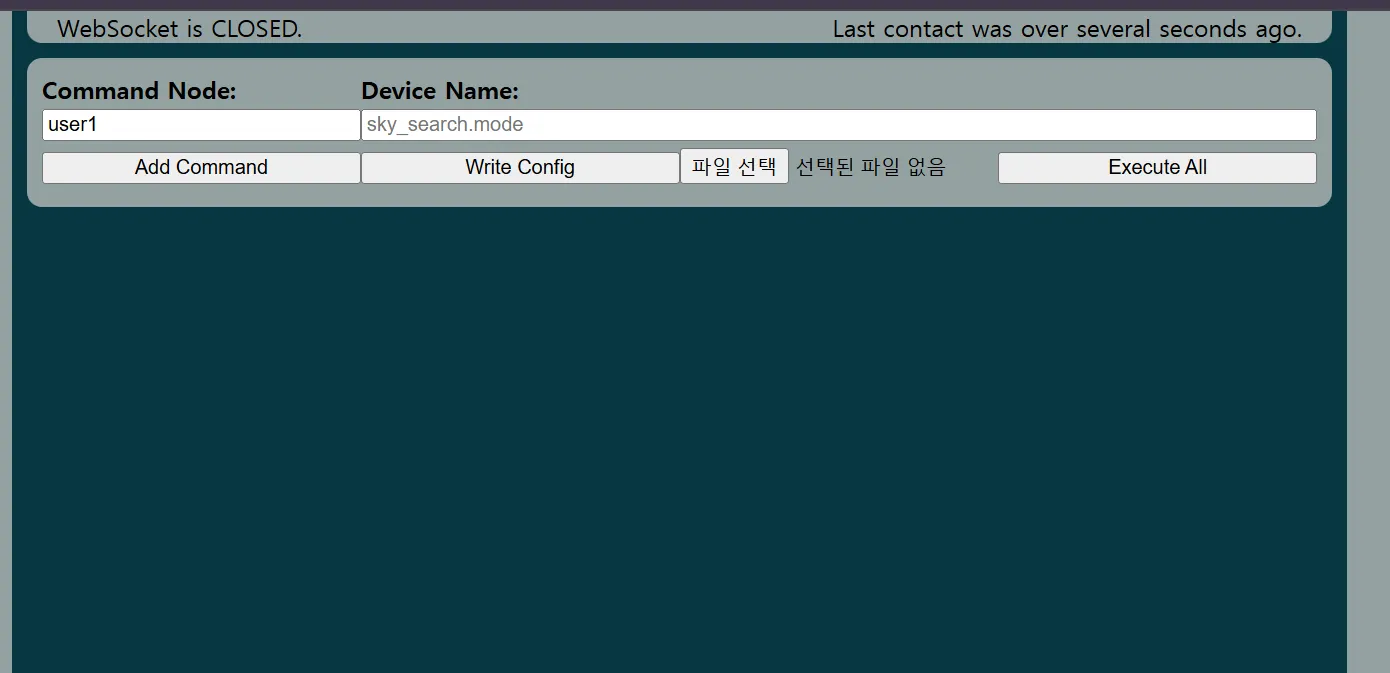 WebSocket is CLOSED. Last contact was over several seconds ago.
Command Node: Device Name:
user1 sky_search.mode
Add Command Write Config 파일 선택 선택된 파일 없음 Execute All